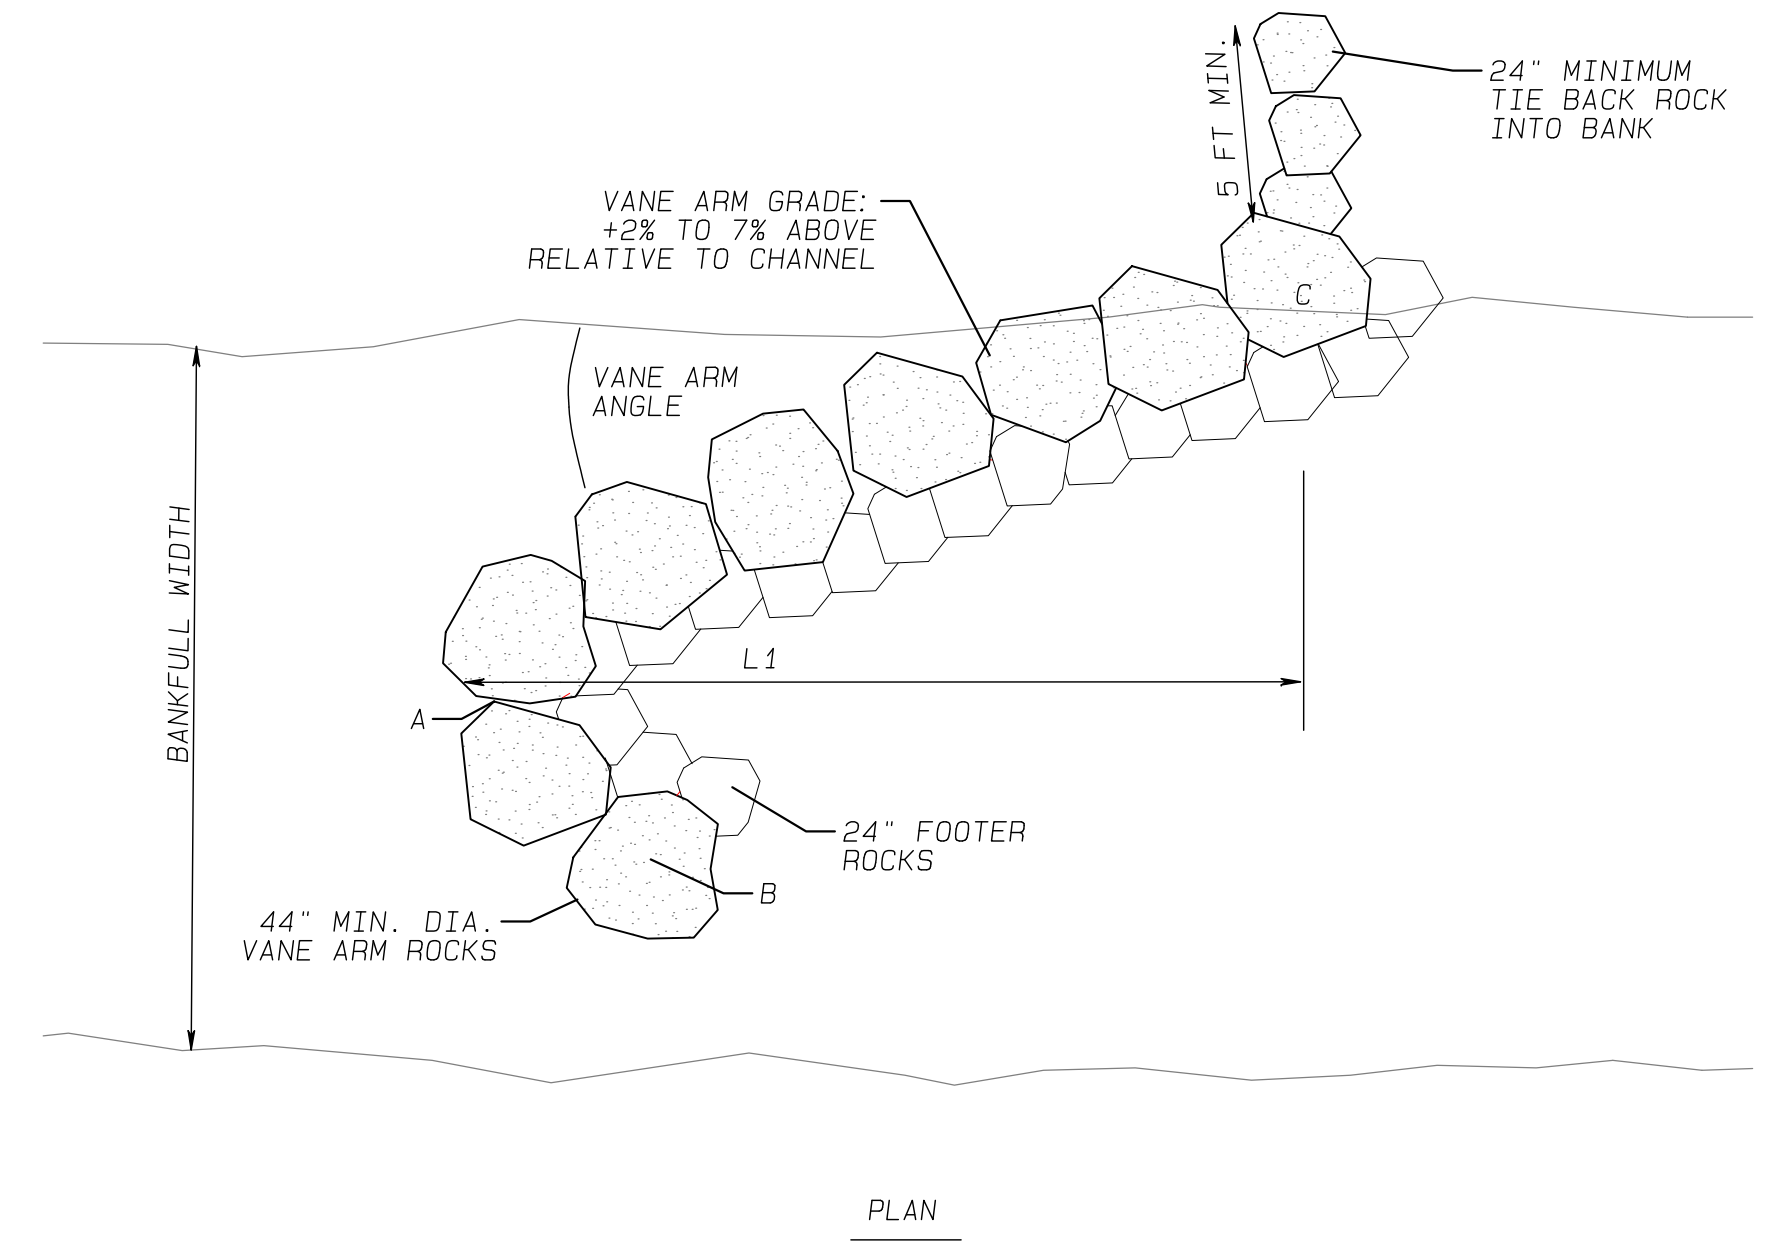 24" MINIMUM
TIE BACK ROCK
INTO BANK
5 FT MIN.
VANE ARM GRADE:
+2% TO 7% ABOVE
RELATIVE TO CHANNEL
C
VANE ARM
ANGLE
BANKFULL WIDTH
L1
A
24" FOOTER
ROCKS
B
44" MIN. DIA.
VANE ARM ROCKS
PLAN